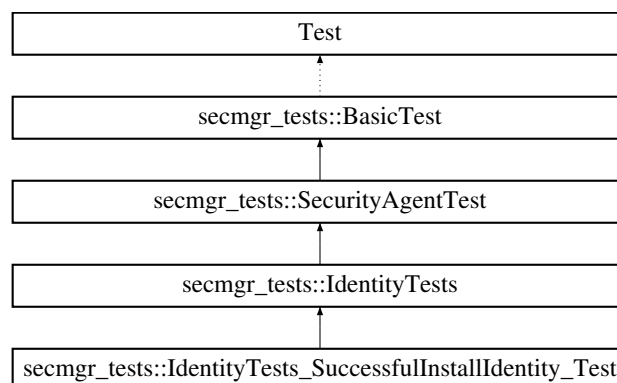 Test
secmgr_tests::BasicTest
secmgr_tests::SecurityAgentTest
secmgr_tests::IdentityTests
secmgr_tests::IdentityTests_SuccessfulInstallIdentity_Test